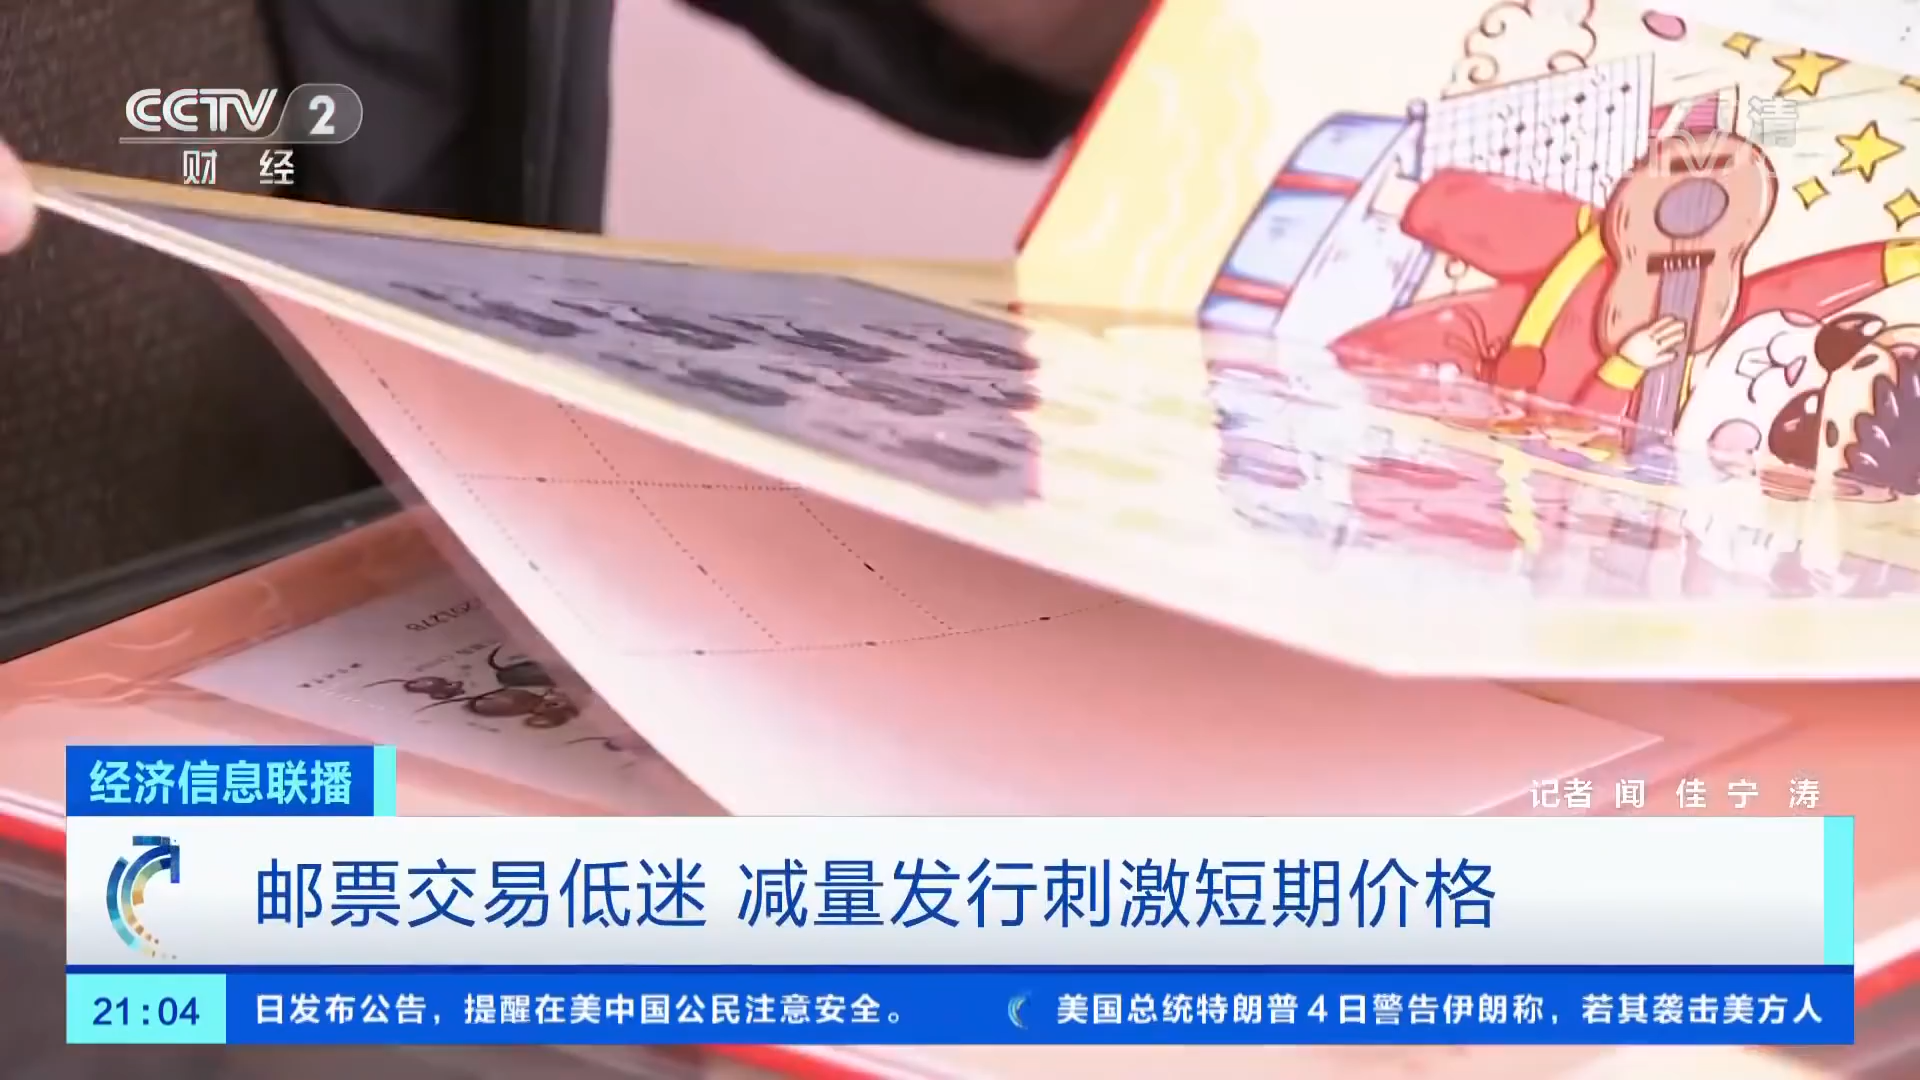 CCTV 2
财 经
清
经济信息联播
记者 闻 佳 宁 涛
邮票交易低迷 减量发行刺激短期价格
21:04
日发布公告，提醒在美中国公民注意安全。 美国总统特朗普4日警告伊朗称，若其袭击美方人